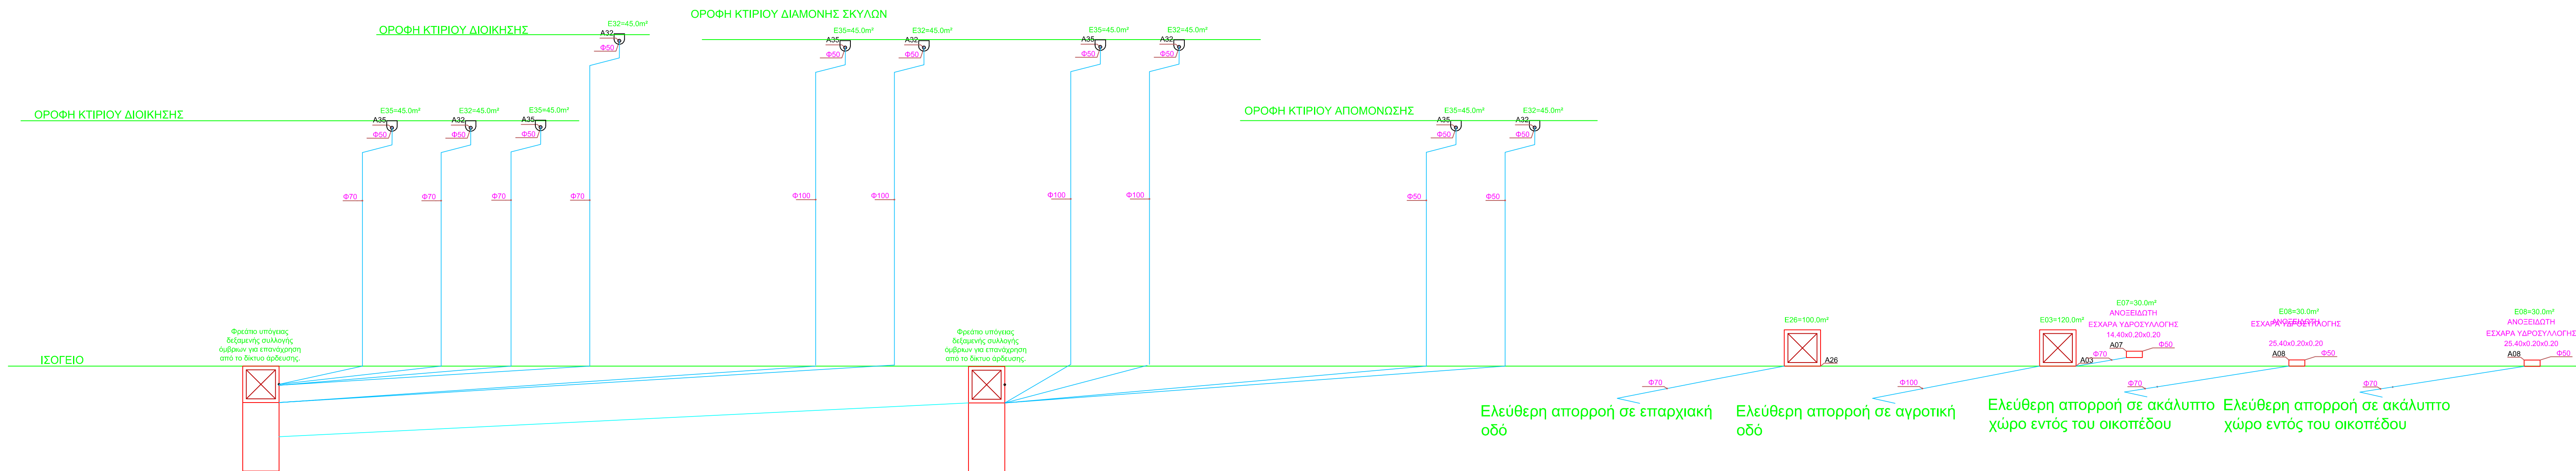 ΟΡΟΦΗ ΚΤΙΡΙΟΥ ΔΙΟΙΚΗΣΗΣ
E32=45.0m²
A32
Φ50
ΟΡΟΦΗ ΚΤΙΡΙΟΥ ΔΙΑΜΟΝΗΣ ΣΚΥΛΩΝ
E35=45.0m²
A35
Φ50
E32=45.0m²
A32
Φ50
E35=45.0m²
A35
Φ50
E32=45.0m²
A32
Φ50
ΟΡΟΦΗ ΚΤΙΡΙΟΥ ΔΙΟΙΚΗΣΗΣ
E35=45.0m²
A35
Φ50
E32=45.0m²
A32
Φ50
E35=45.0m²
A35
Φ50
ΟΡΟΦΗ ΚΤΙΡΙΟΥ ΑΠΟΜΟΝΩΣΗΣ
E35=45.0m²
A35
Φ50
E32=45.0m²
A32
Φ50
Φ70
Φ70
Φ70
Φ70
Φ100
Φ100
Φ100
Φ100
Φ50
Φ50
ΙΣΟΓΕΙΟ
Φρεάτιο υπόγειας
δεξαμενής συλλογής
όμβριων για επανάχρηση
από το δίκτυο άρδευσης.
Φρεάτιο υπόγειας
δεξαμενής συλλογής
όμβριων για επανάχρηση
από το δίκτυο άρδευσης.
E26=100.0m²
A26
Φ70
Ελεύθερη απορροή σε επαρχιακή
οδό
E03=120.0m²
A03
Φ100
Ελεύθερη απορροή σε αγροτική
οδό
E07=30.0m²
ΑΝΟΞΕΙΔΩΤΗ
ΕΣΧΑΡΑ ΥΔΡΟΣΥΛΛΟΓΗΣ
14.40x0.20x0.20
A07
Φ50
Φ70
E08=30.0m²
ΑΝΟΞΕΙΔΩΤΗ
ΕΣΧΑΡΑ ΥΔΡΟΣΥΛΛΟΓΗΣ
25.40x0.20x0.20
A08
Φ50
Φ70
Ελεύθερη απορροή σε ακάλυπτο
χώρο εντός του οικοπέδου
E08=30.0m²
ΑΝΟΞΕΙΔΩΤΗ
ΕΣΧΑΡΑ ΥΔΡΟΣΥΛΛΟΓΗΣ
25.40x0.20x0.20
A08
Φ50
Φ70
Ελεύθερη απορροή σε ακάλυπτο
χώρο εντός του οικοπέδου